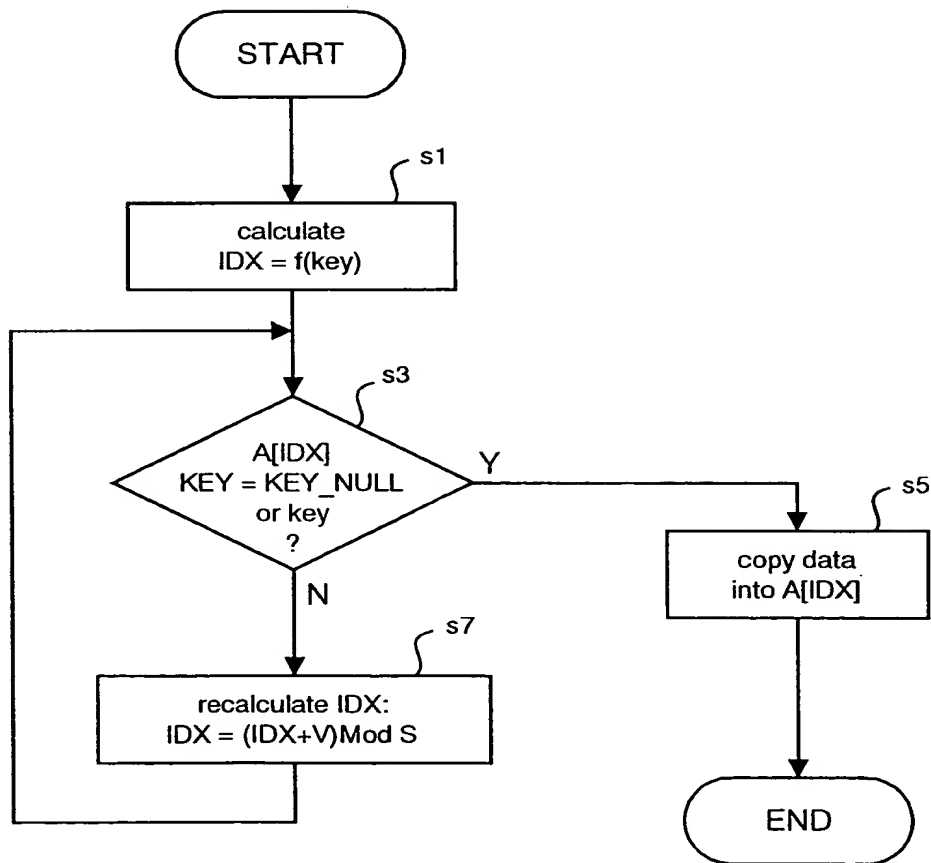 START
s1
calculate
IDX = f(key)
s3
A[IDX]
KEY = KEY_NULL
or key
?
Y
N
s5
copy data
into A[IDX]
s7
recalculate IDX:
IDX = (IDX+V)Mod S
END